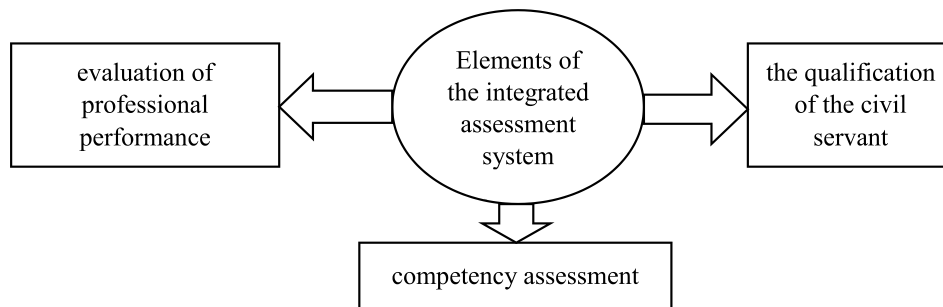 evaluation of
professional
performance
Elements of
the integrated
assessment
system
the qualification
of the civil
servant
competency assessment